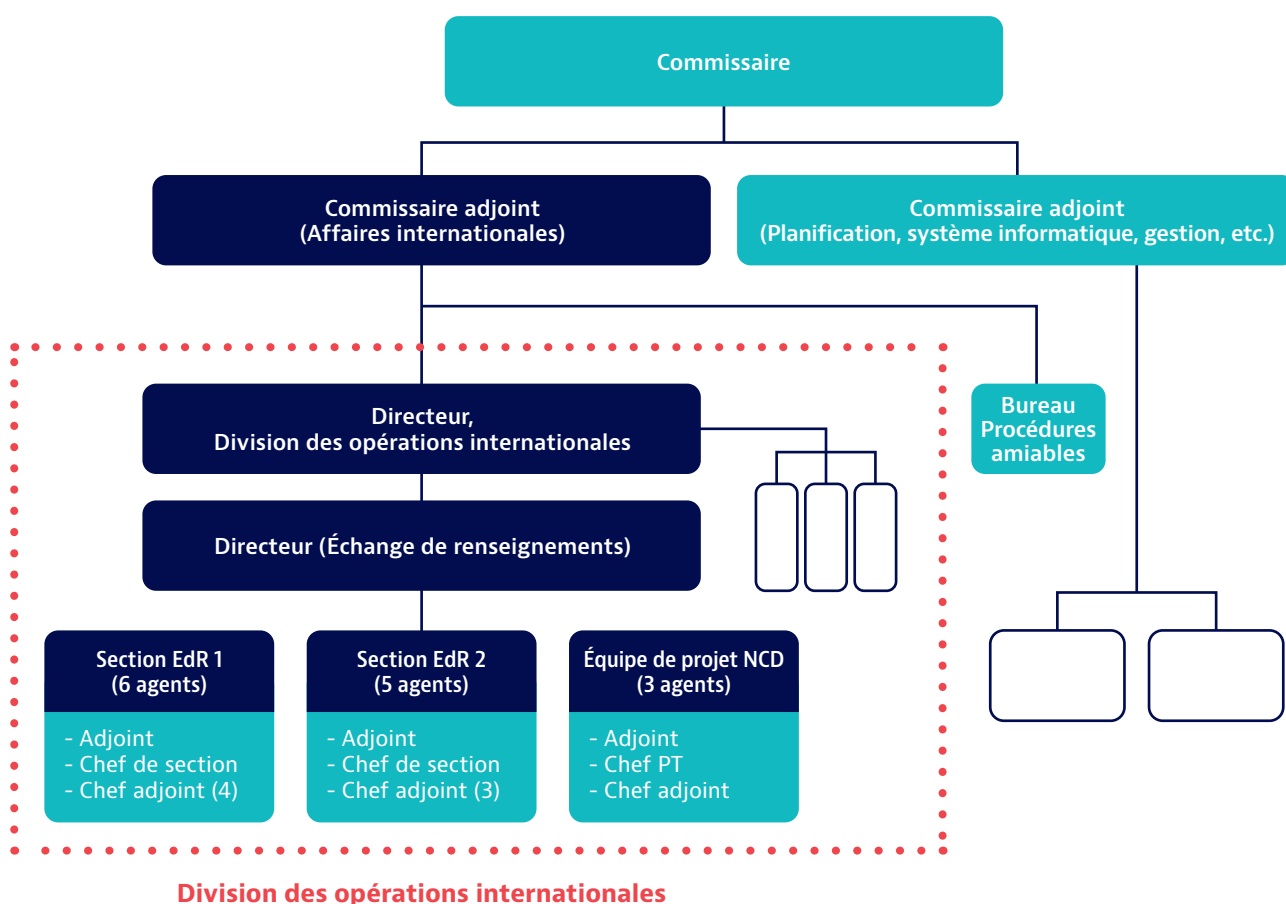 Commissaire
Commissaire adjoint
(Affaires internationales)
Commissaire adjoint
(Planification, système informatique, gestion, etc.)
Directeur,
Division des opérations internationales
Bureau
Procédures
amiables
Directeur (Échange de renseignements)
Section EdR 1
(6 agents)
- Adjoint
- Chef de section
- Chef adjoint (4)
Section EdR 2
(5 agents)
- Adjoint
- Chef de section
- Chef adjoint (3)
Équipe de projet NCD
(3 agents)
- Adjoint
- Chef PT
- Chef adjoint
Division des opérations internationales